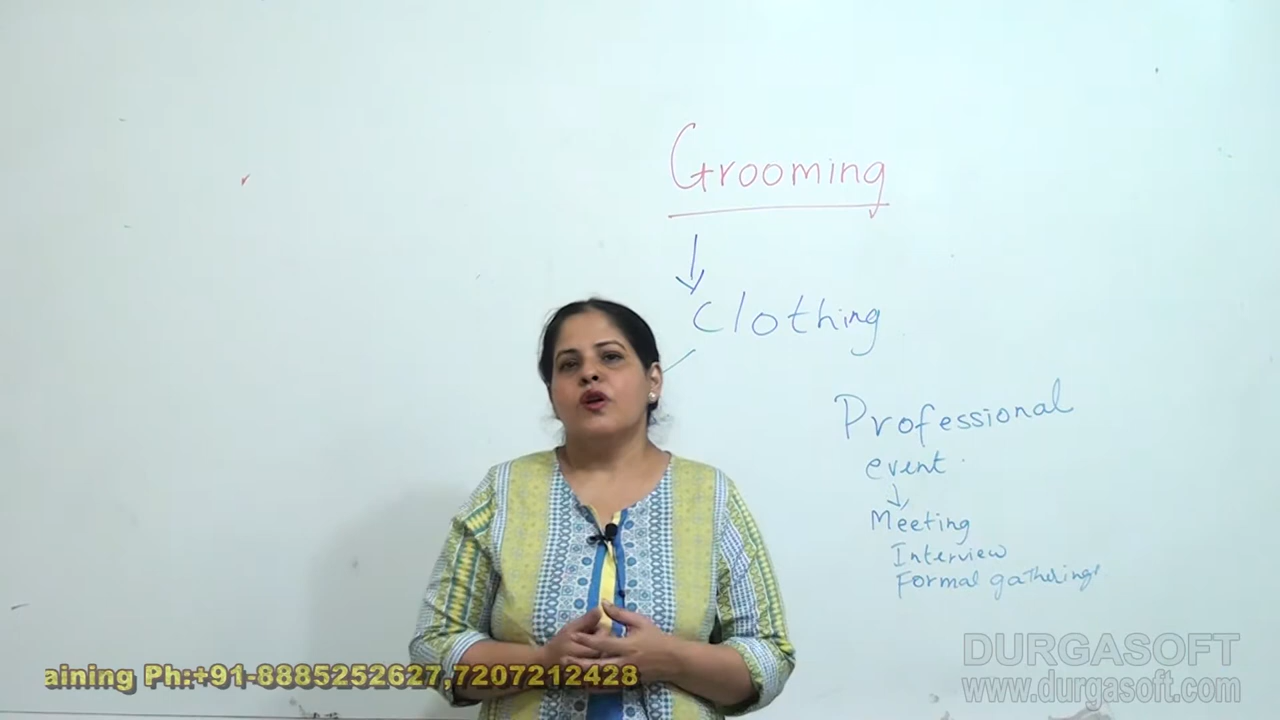 Grooming
Clothing
Professional
event
Meeting
Interview
Formal gatherings
aining Ph:+91-8885252627,7207212428
DURGASOFT
www.durgasoft.com